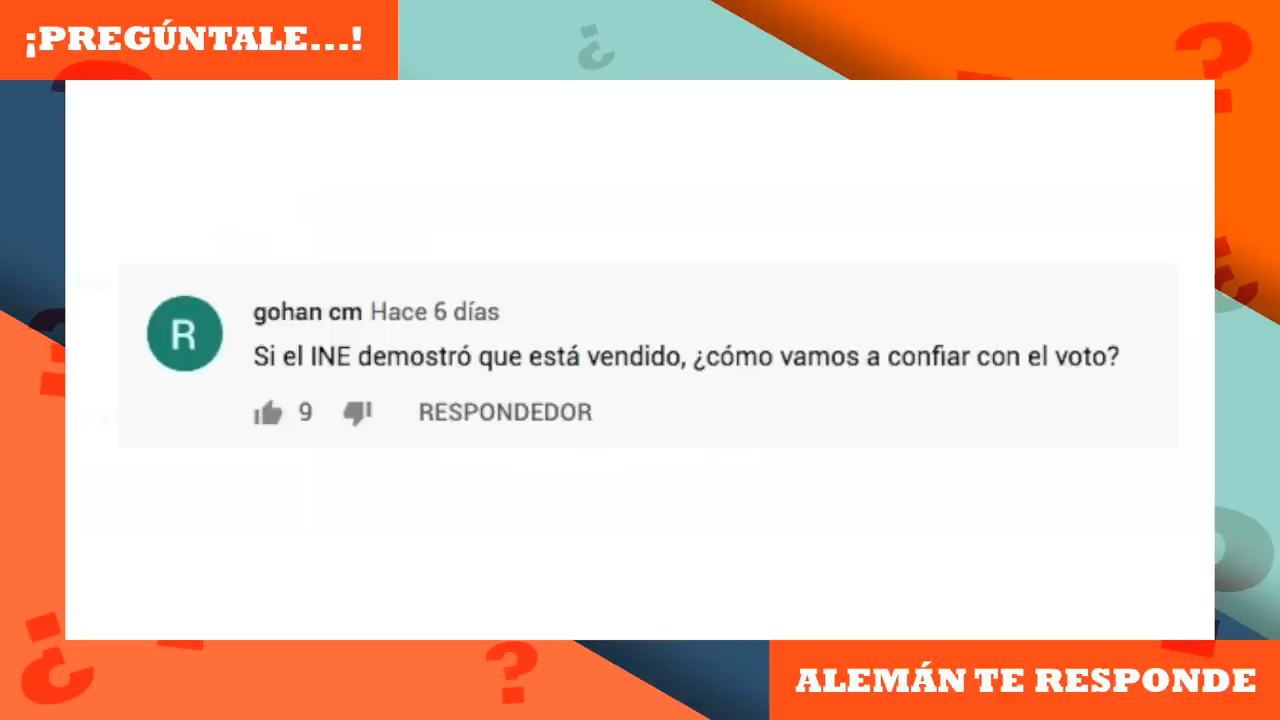 ¡PREGÚNTALE...!
R
gohan cm Hace 6 días
Si el INE demostró que está vendido, ¿cómo vamos a confiar con el voto?
9 RESPONDEDOR
ALEMÁN TE RESPONDE